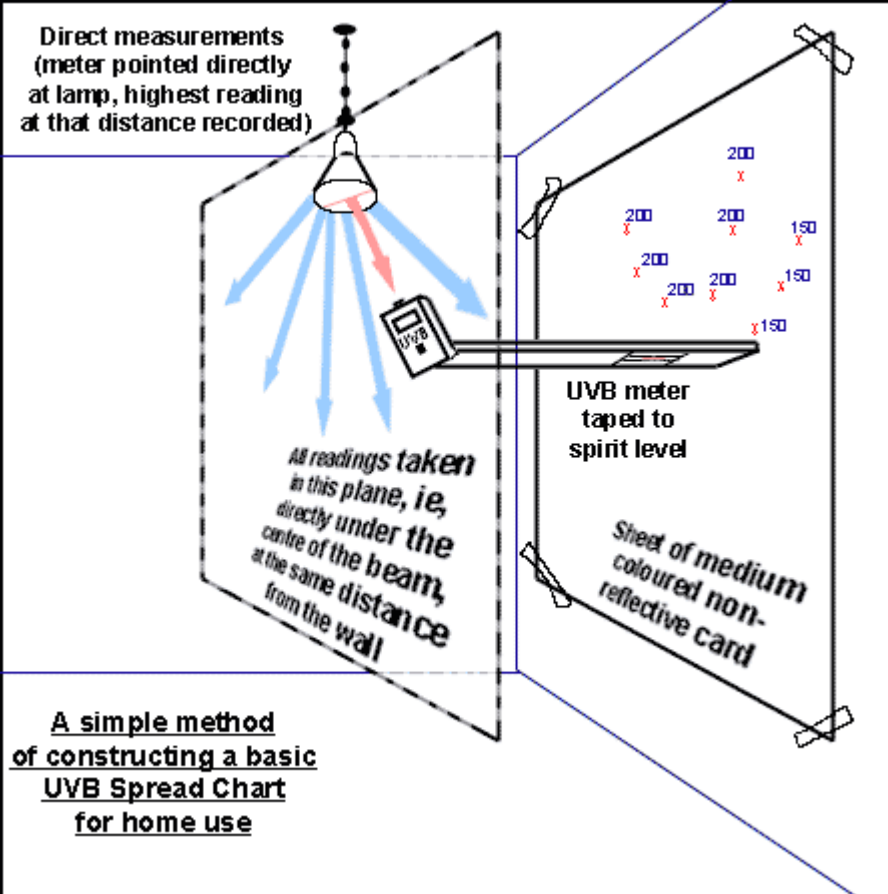 Direct measurements
(meter pointed directly
at lamp, highest reading
at that distance recorded)
200
200
200
150
200
200
200
150
150
UVB
UVB meter
taped to
spirit level
All readings taken
in this plane, ie,
directly under the
centre of the beam,
at the same distance
from the wall
Sheet of medium
coloured non-
reflective card
A simple method
of constructing a basic
UVB Spread Chart
for home use